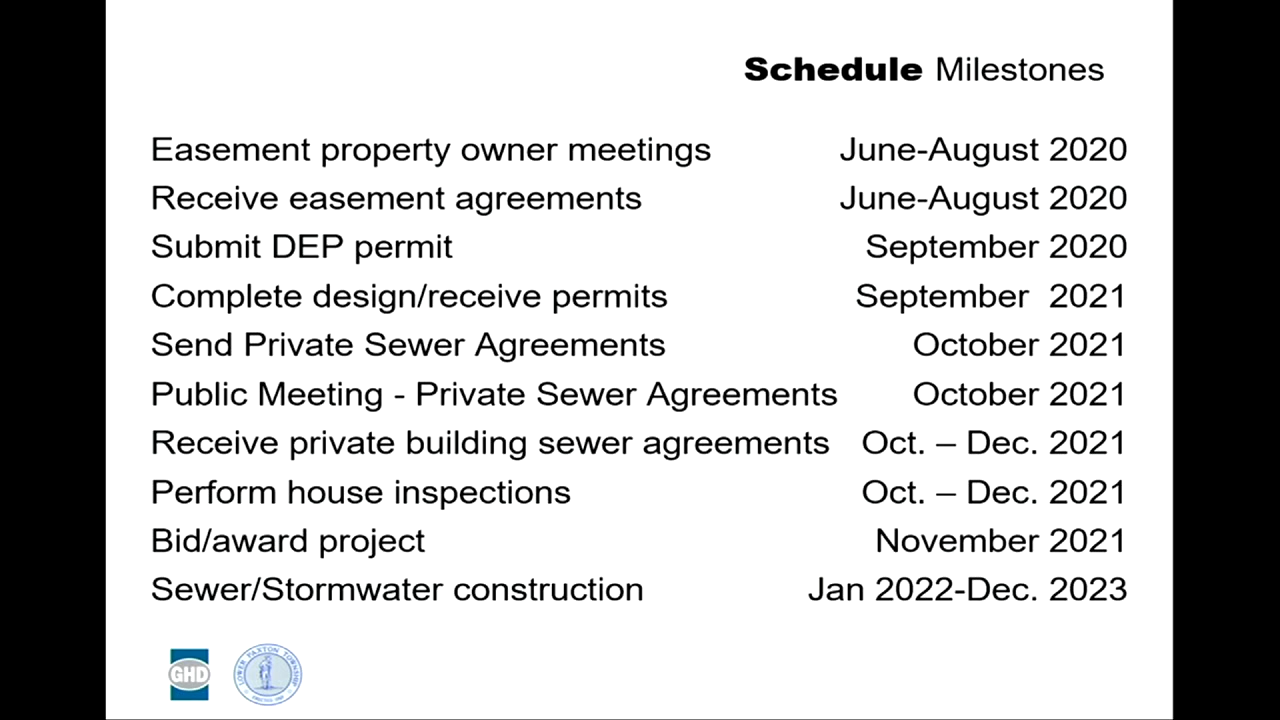 Schedule Milestones
Easement property owner meetings June-August 2020
Receive easement agreements June-August 2020
Submit DEP permit September 2020
Complete design/receive permits September 2021
Send Private Sewer Agreements October 2021
Public Meeting - Private Sewer Agreements October 2021
Receive private building sewer agreements Oct. – Dec. 2021
Perform house inspections Oct. – Dec. 2021
Bid/award project November 2021
Sewer/Stormwater construction Jan 2022-Dec. 2023
GHD
LOWER PAXTON TOWNSHIP